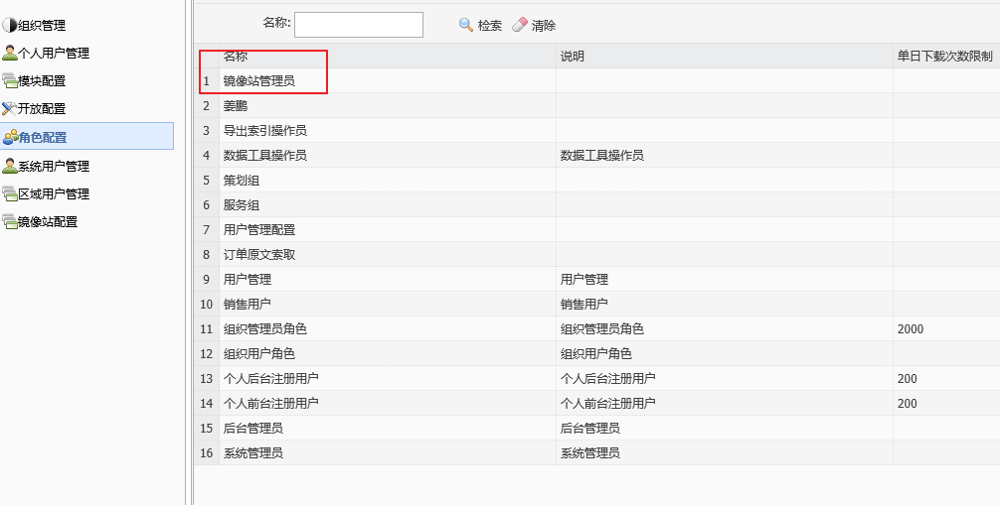 组织管理
个人用户管理
模块配置
开放配置
角色配置
系统用户管理
区域用户管理
镜像站配置
名称: 检索 清除
名称 说明 单日下载次数限制
1 镜像站管理员
2 姜鹏
3 导出索引操作员
4 数据工具操作员 数据工具操作员
5 策划组
6 服务组
7 用户管理配置
8 订单原文索取
9 用户管理 用户管理
10 销售用户 销售用户
11 组织管理员角色 组织管理员角色 2000
12 组织用户角色 组织用户角色
13 个人后台注册用户 个人后台注册用户 200
14 个人前台注册用户 个人前台注册用户 200
15 后台管理员 后台管理员
16 系统管理员 系统管理员